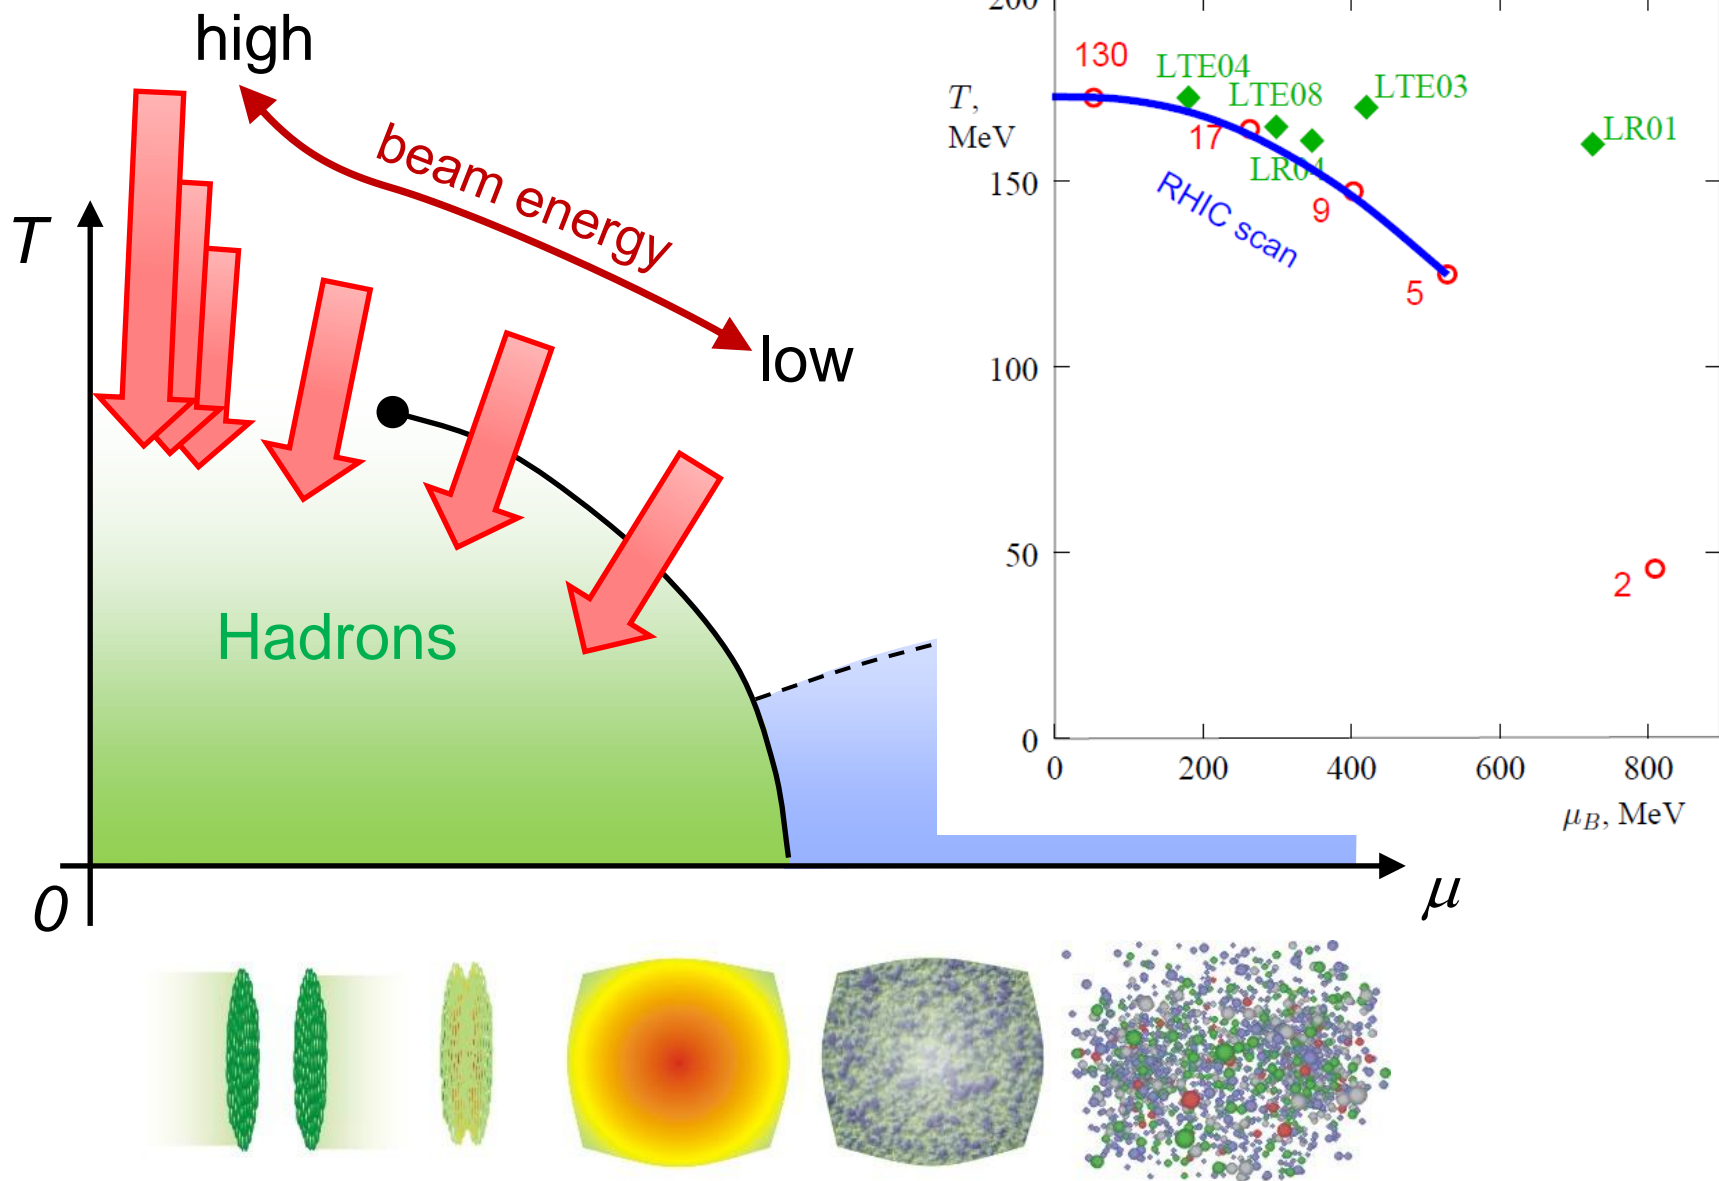 high
beam energy
low
T
Hadrons
0
μ
200
T,
MeV
150
100
50
0
0
200
400
600
800
μB, MeV
130
LTE04
LTE08
LTE03
LR01
17
LR04
9
RHIC scan
5
2